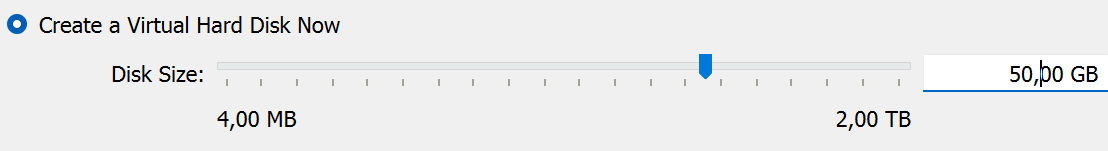 Create a Virtual Hard Disk Now
Disk Size: 50,00 GB
4,00 MB 2,00 TB